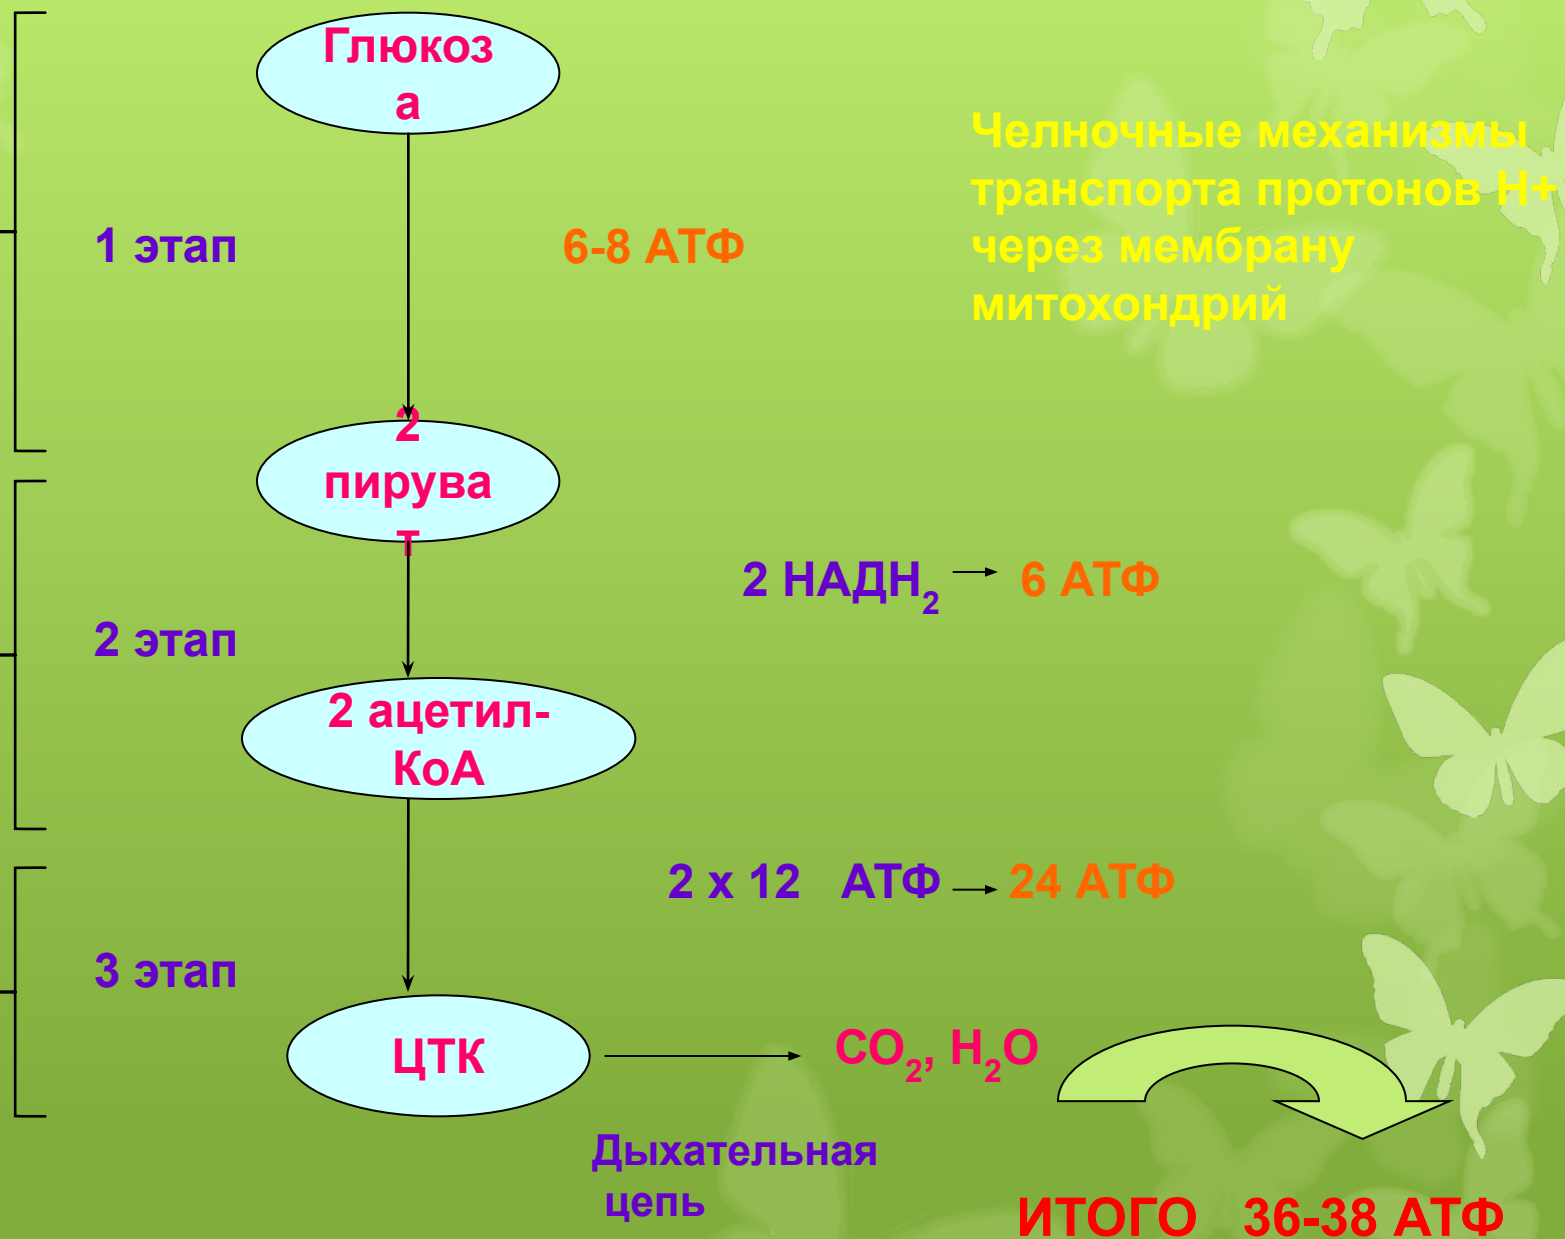 Глюкоз
а
Челночные механизмы
транспорта протонов Н+
через мембрану
митохондрий
1 этап
6-8 АТФ
2
пирува
т
2 НАДН₂ → 6 АТФ
2 этап
2 ацетил-
КоА
2 х 12 АТФ → 24 АТФ
3 этап
ЦТК
СО₂, Н₂О
Дыхательная
цепь
ИТОГО 36-38 АТФ